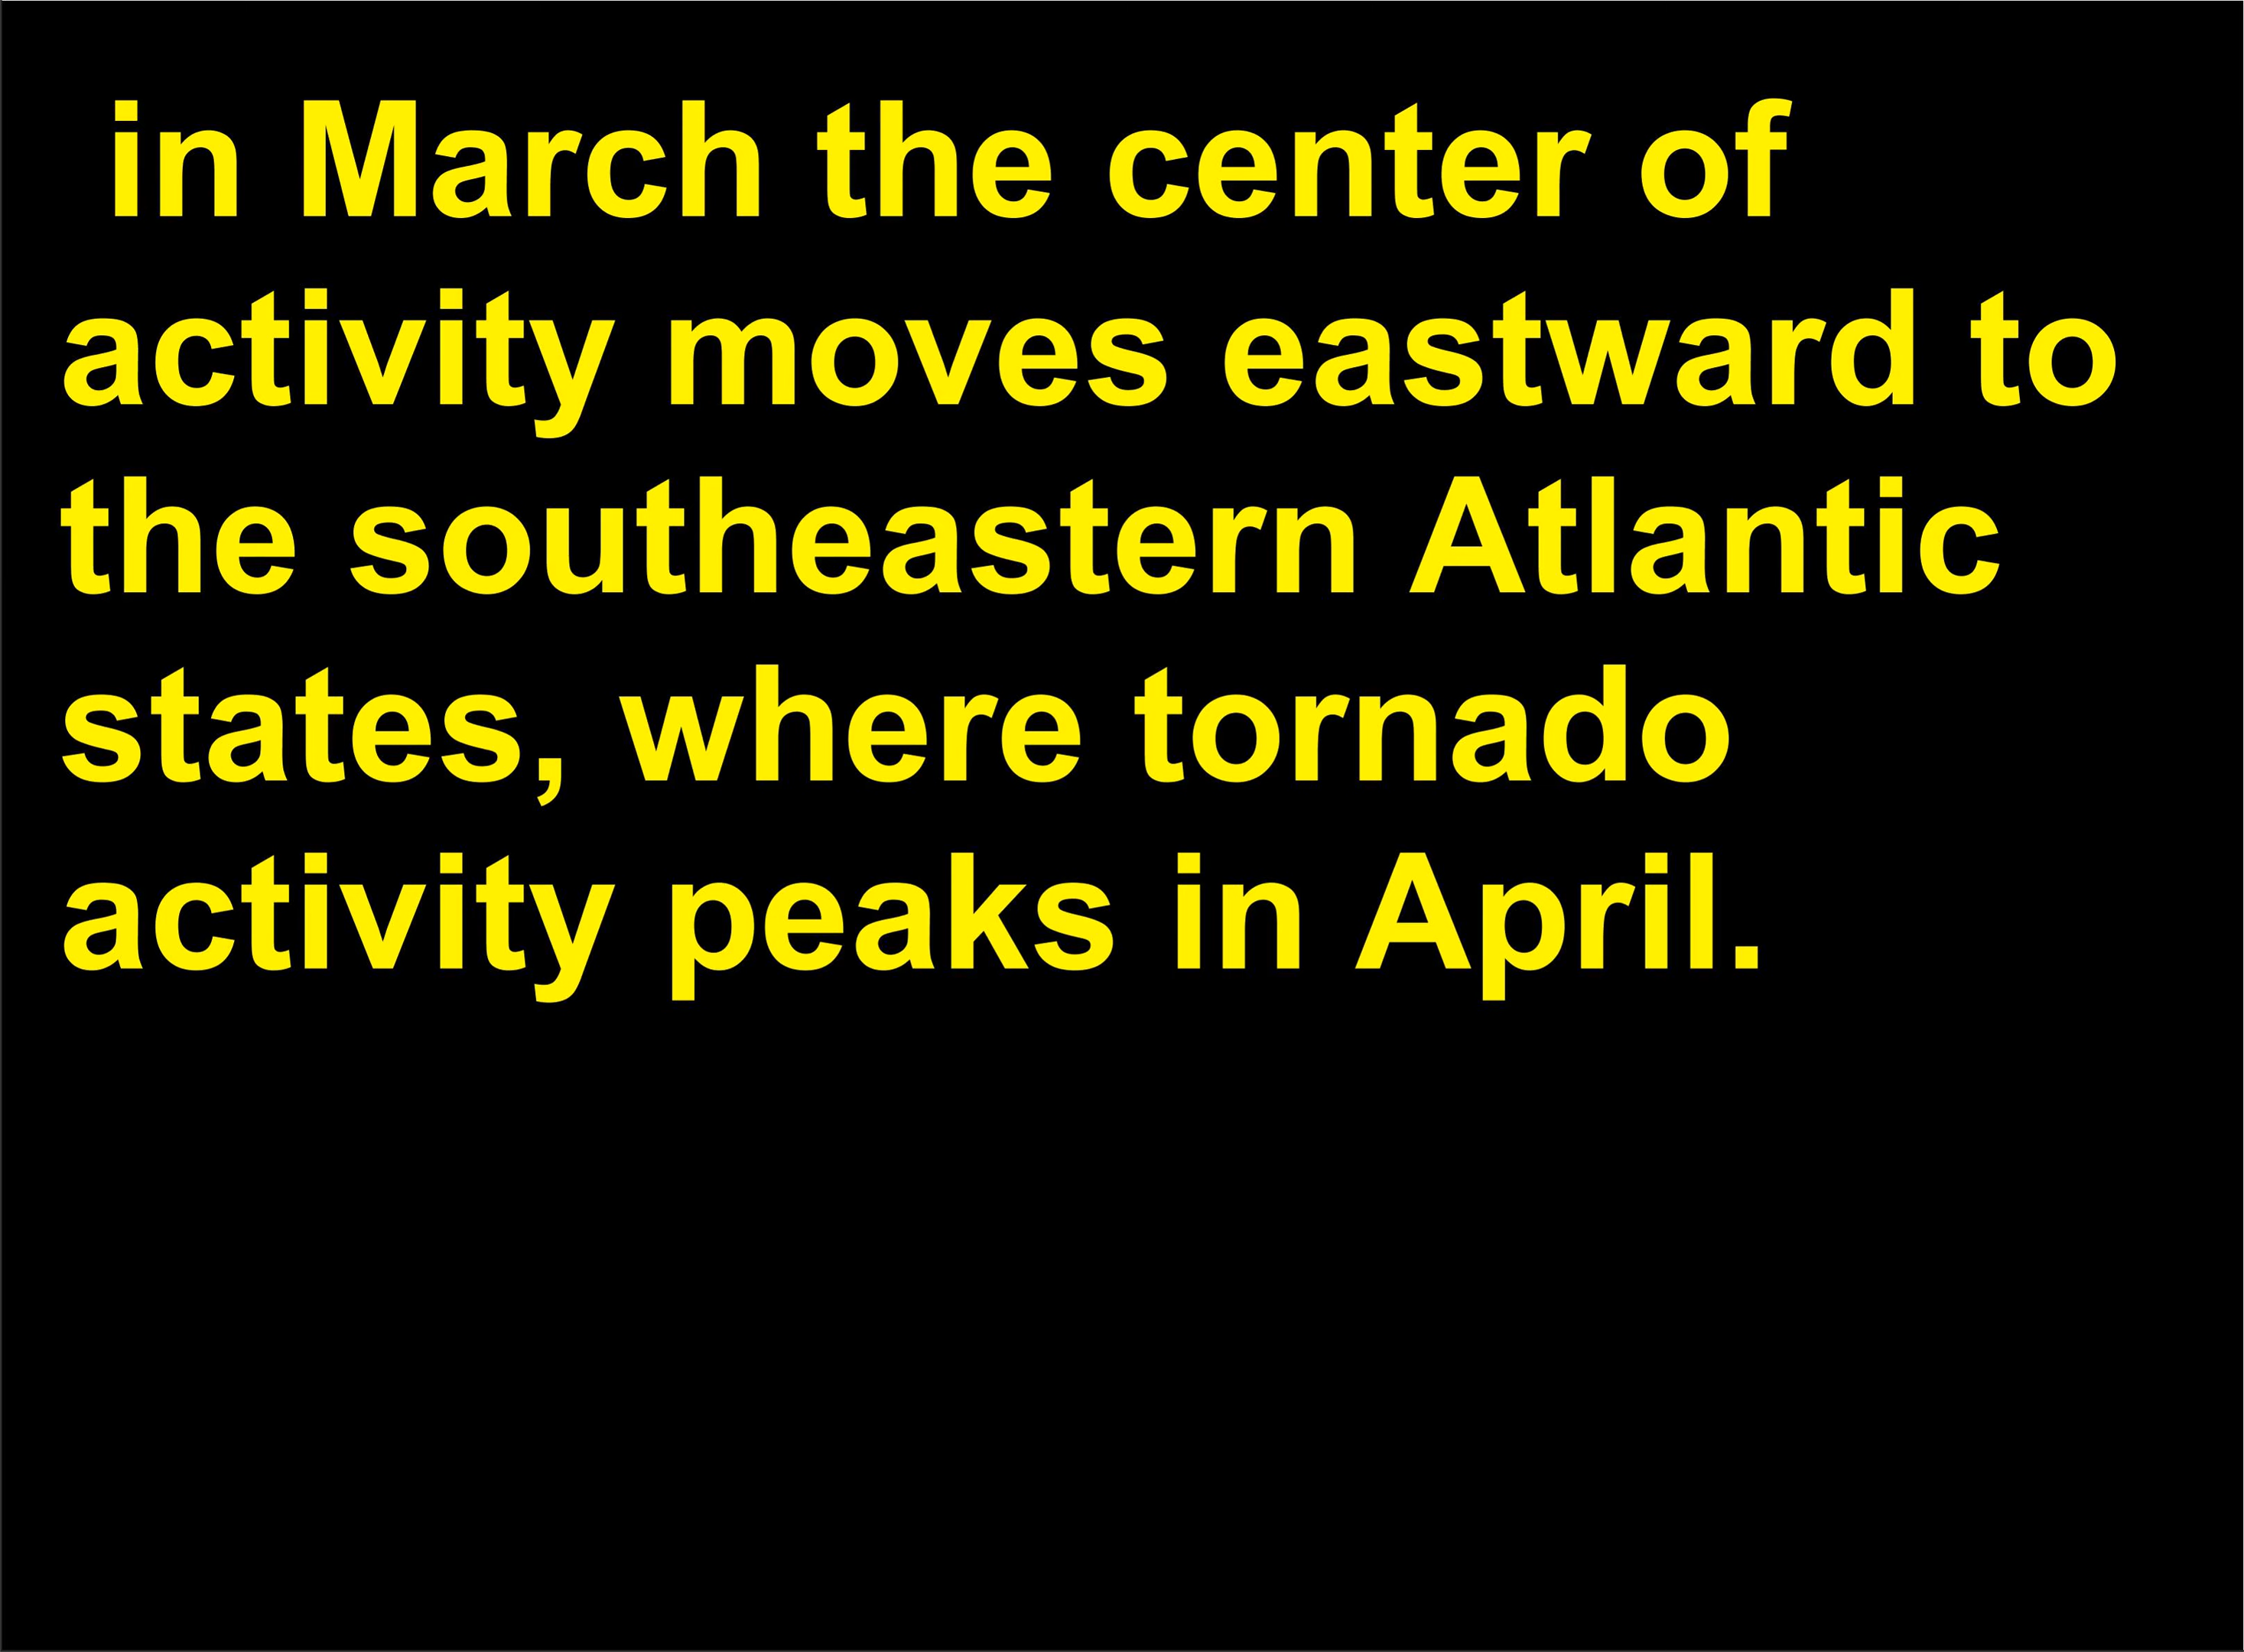 in March the center of
activity moves eastward to
the southeastern Atlantic
states, where tornado
activity peaks in April.